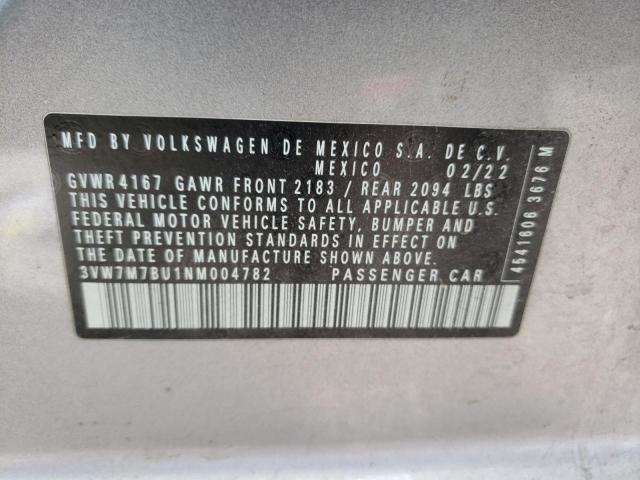 MFD BY VOLKSWAGEN DE MEXICO S.A. DE C.V.
MEXICO 02/22
GVWR 4167 GAWR FRONT 2183 / REAR 2094 LBS
THIS VEHICLE CONFORMS TO ALL APPLICABLE U.S.
FEDERAL MOTOR VEHICLE SAFETY, BUMPER AND
THEFT PREVENTION STANDARDS IN EFFECT ON
THE DATE OF MANUFACTURE SHOWN ABOVE.
3VW7M7BU1NM004782 PASSENGER CAR
4541606 3676 M